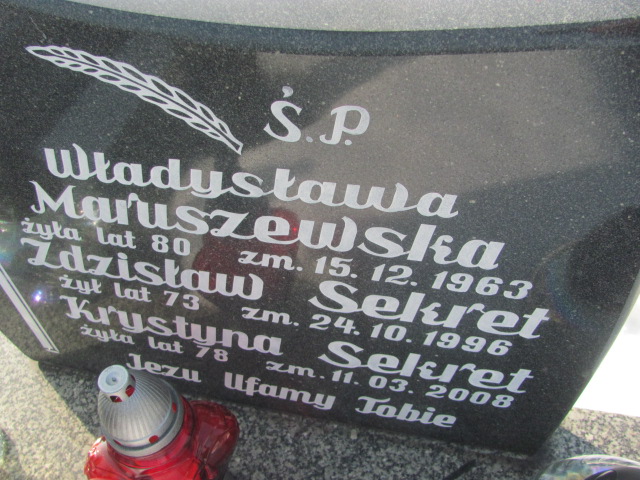 Ś.P.
Władysława
Maruszewska
żyła lat 80 zm. 15. 12. 1963
Zdzisław Sekret
żył lat 73 zm. 24. 10. 1996
Krystyna Sekret
żyła lat 78 zm. 11. 03. 2008
Jezu Ufamy Tobie